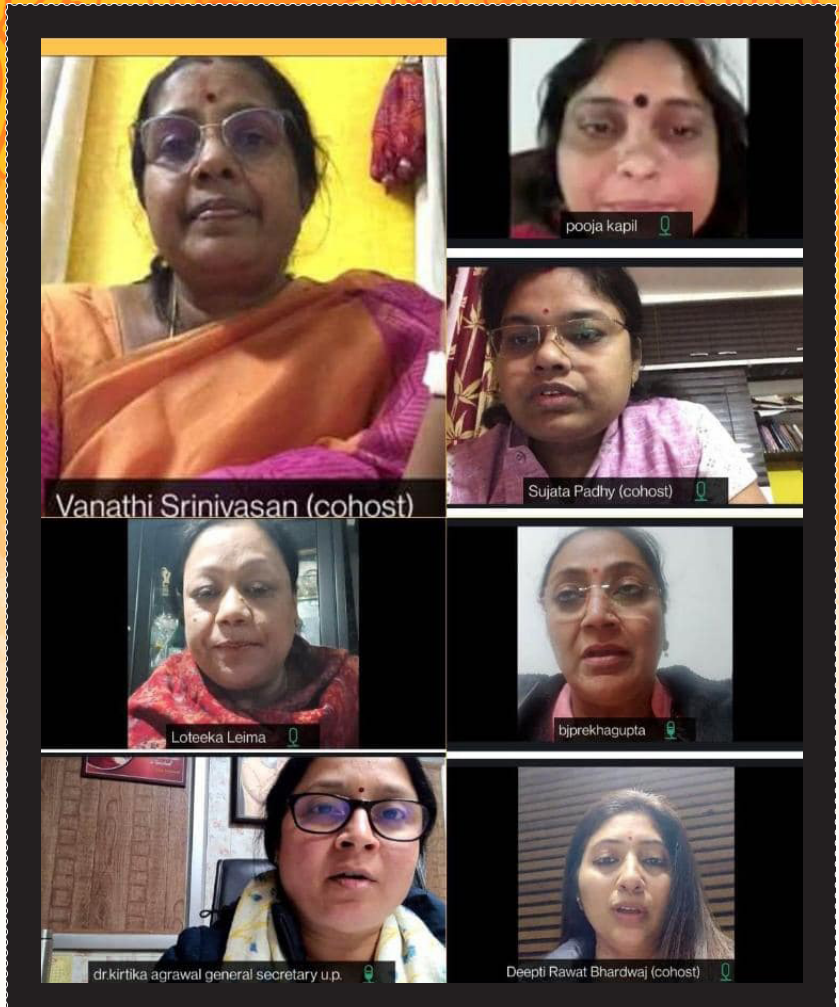 Vanathi Srinivasan (cohost)
pooja kapil
Sujata Padhy (cohost)
Loteeka Leima
bjprekhagupta
dr.kirtika agrawal general secretary u.p.
Deepti Rawat Bhardwaj (cohost)